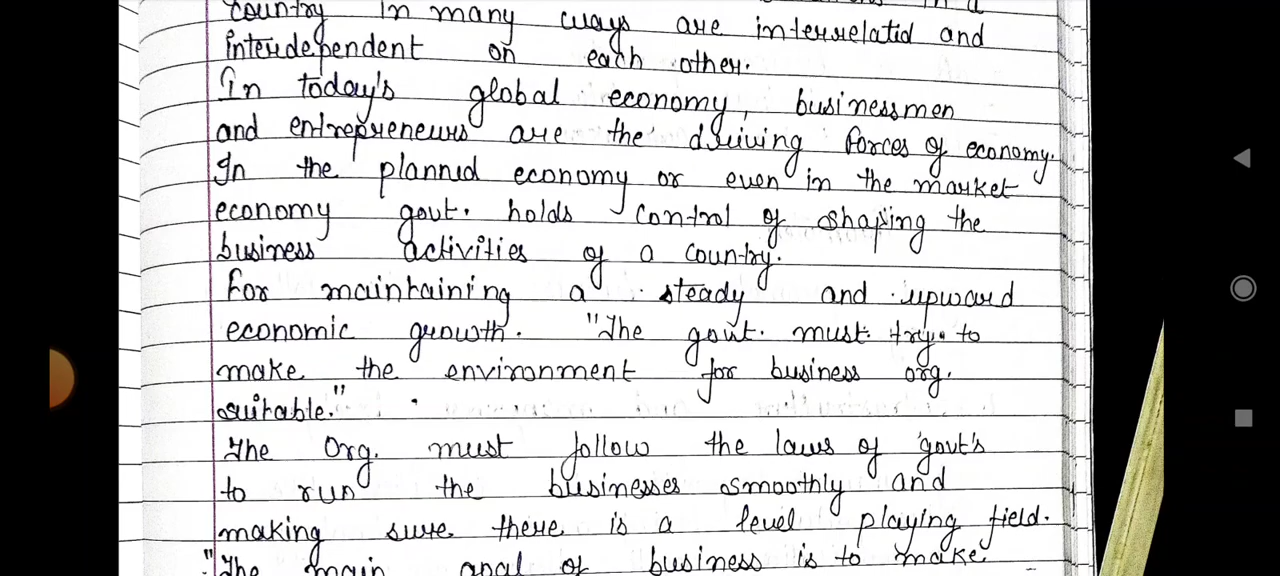 country in many ways are interrelatid and
interdependent on each other.
In today's global economy, businessmen
and entrepreneurs are the driving forces of economy.
In the planned economy or even in the market
economy govt. holds control of shaping the
business activities of a country.
For maintaining a steady and upward
economic growth. "The govt. must try to
make the environment for business org.
suitable."
The Org. must follow the laws of govt's
to run the businesses smoothly and
making sure there is a level playing field.
"The main goal of business is to make